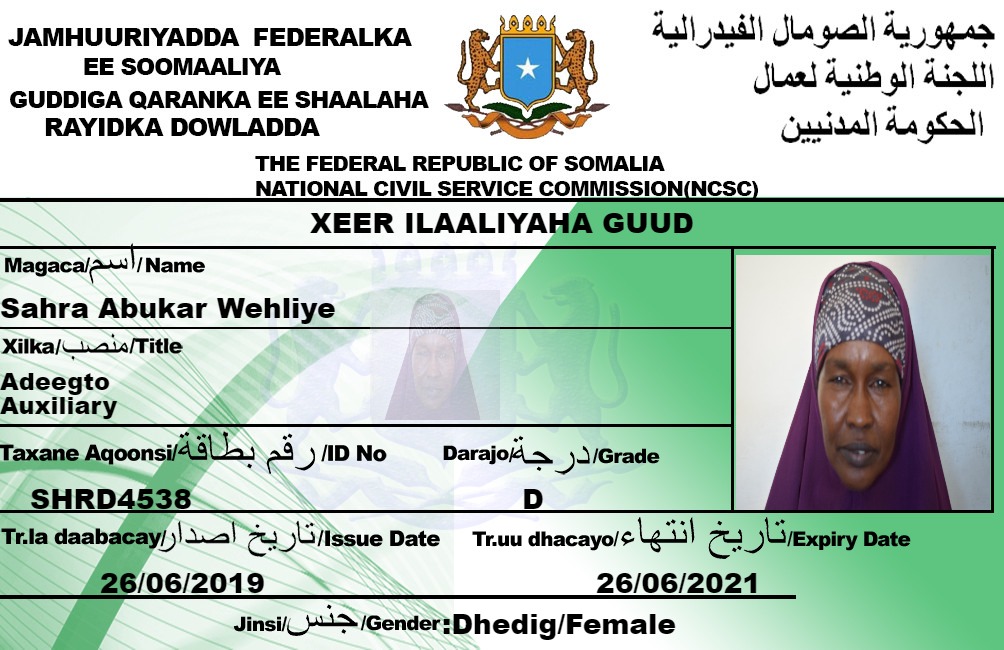 JAMHUURIYADDA FEDERALKA
EE SOOMAALIYA
GUDDIGA QARANKA EE SHAALAHA
RAYIDKA DOWLADDA
جمهورية الصومال الفيدرالية
اللجنة الوطنية لعمال
الحكومة المدنيين
THE FEDERAL REPUBLIC OF SOMALIA
NATIONAL CIVIL SERVICE COMMISSION(NCSC)
XEER ILAALIYAHA GUUD
Magaca/اسم/Name
Sahra Abukar Wehliye
Xilka/منصب/Title
Adeegto
Auxiliary
Taxane Aqoonsi/رقم بطاقة/ID No
Darajo/درجة/Grade
SHRD4538
D
Tr.la daabacay/تاريخ اصدار/Issue Date
Tr.uu dhacayo/تاريخ انتهاء/Expiry Date
26/06/2019
26/06/2021
Jinsi/جنس/Gender:Dhedig/Female